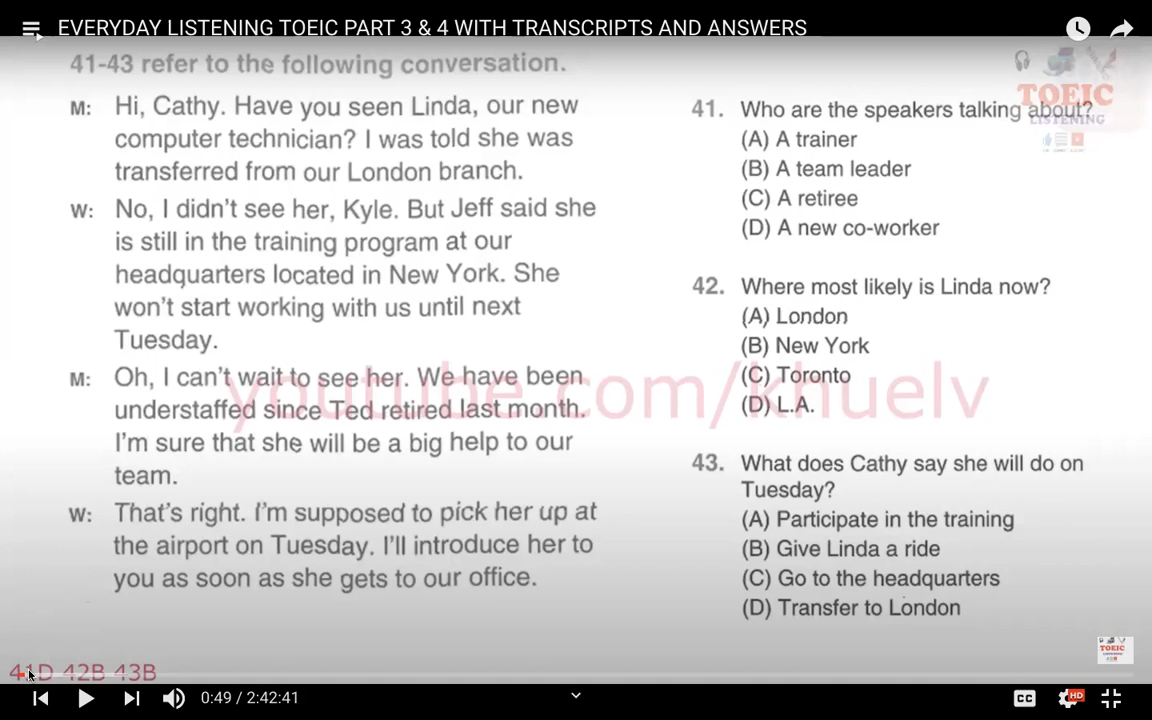 EVERYDAY LISTENING TOEIC PART 3 & 4 WITH TRANSCRIPTS AND ANSWERS
41-43 refer to the following conversation.
M: Hi, Cathy. Have you seen Linda, our new
computer technician? I was told she was
transferred from our London branch.
W: No, I didn't see her, Kyle. But Jeff said she
is still in the training program at our
headquarters located in New York. She
won't start working with us until next
Tuesday.
M: Oh, I can't wait to see her. We have been
understaffed since Ted retired last month.
I'm sure that she will be a big help to our
team.
W: That's right. I'm supposed to pick her up at
the airport on Tuesday. I'll introduce her to
you as soon as she gets to our office.
TOEIC
LISTENING
41. Who are the speakers talking about?
(A) A trainer
(B) A team leader
(C) A retiree
(D) A new co-worker
42. Where most likely is Linda now?
(A) London
(B) New York
(C) Toronto
(D) L.A.
43. What does Cathy say she will do on
Tuesday?
(A) Participate in the training
(B) Give Linda a ride
(C) Go to the headquarters
(D) Transfer to London
youtube.com/khuelv
TOEIC
41D 42B 43B
0:49 / 2:42:41
CC
HD